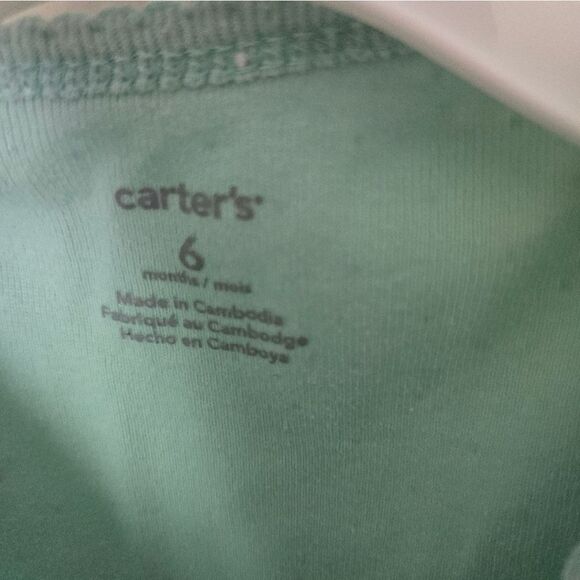 carter's
6
months / mois
Made in Cambodia
Fabriqué au Cambodge
Hecho en Camboya